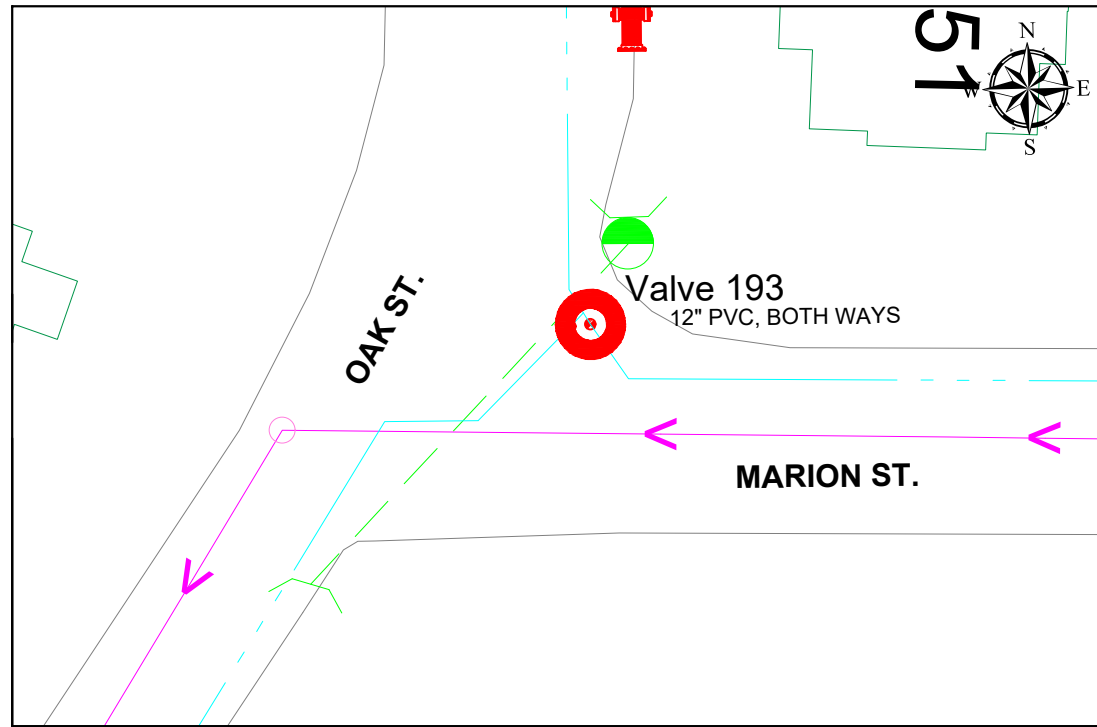 51
N
W
E
S
Valve 193
12" PVC, BOTH WAYS
OAK ST.
MARION ST.